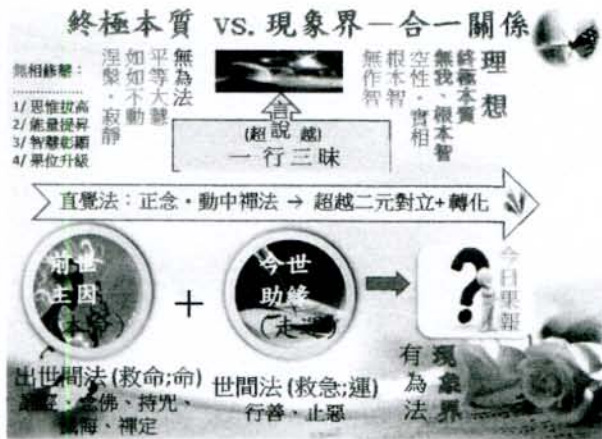 終極本質 vs.現象界－合一關係
無相修繫：
1/ 思惟拔高
2/ 能量提昇
3/ 智慧彰顯
4/ 果位升級
無為法
平等大慧
如如不動
涅槃‧寂靜
理想
終極本質
無我、根本智
空性‧實相
根本智
無作智
言說
(超越)
一行三昧
直覺法：正念‧動中禪法 → 超越二元對立+轉化
前世
主因
+
今世
助緣
(走運)
?
今日果報
現象界
有為法
出世間法(救命;命)
念佛、持咒、
禪定
世間法(救急;運)
行善、止惡